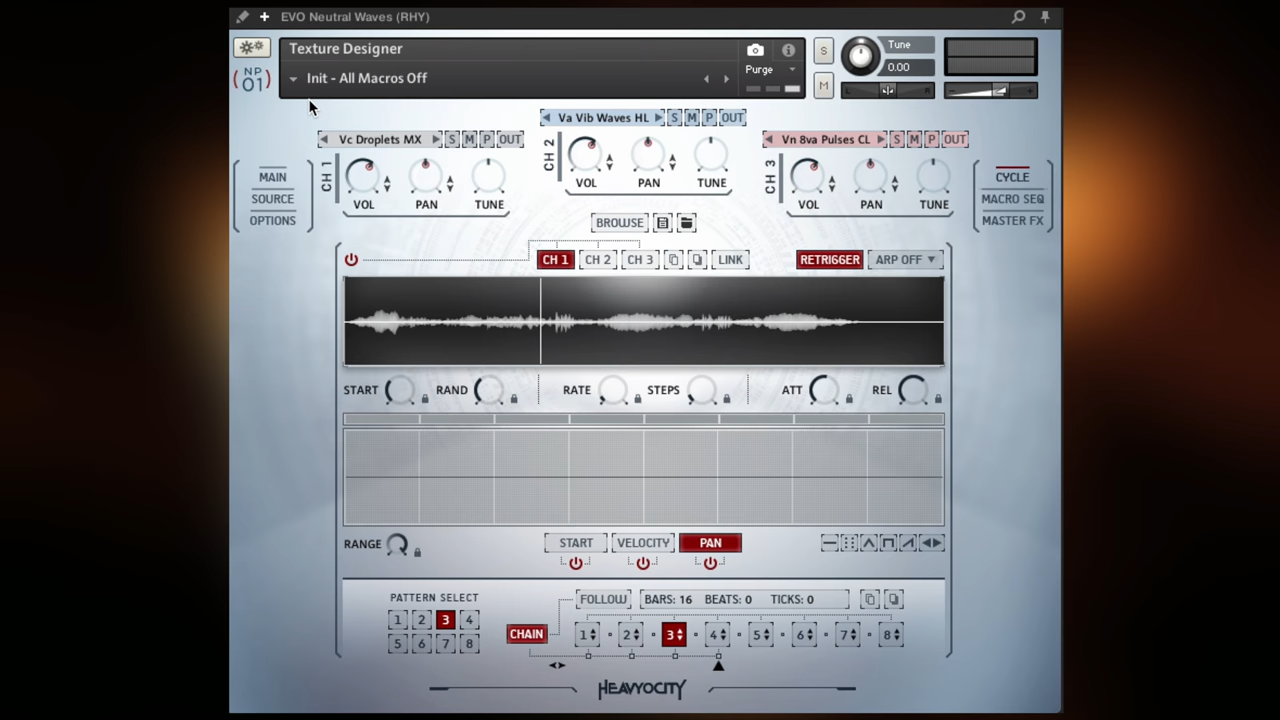 EVO Neutral Waves (RHY)
Texture Designer
NP 01
Init - All Macros Off
Purge
S
M
Tune
0.00
L R
- +
Vc Droplets MX S M P OUT
Va Vib Waves HL S M P OUT
Vn 8va Pulses CL S M P OUT
CH 1 VOL PAN TUNE
CH 2 VOL PAN TUNE
CH 3 VOL PAN TUNE
MAIN
SOURCE
OPTIONS
CYCLE
MACRO SEQ
MASTER FX
BROWSE
CH 1 CH 2 CH 3 LINK RETRIGGER ARP OFF
START RAND RATE STEPS ATT REL
RANGE START VELOCITY PAN
PATTERN SELECT
1 2 3 4
5 6 7 8
FOLLOW BARS: 16 BEATS: 0 TICKS: 0
CHAIN 1 2 3 4 5 6 7 8
HEAVYOCITY